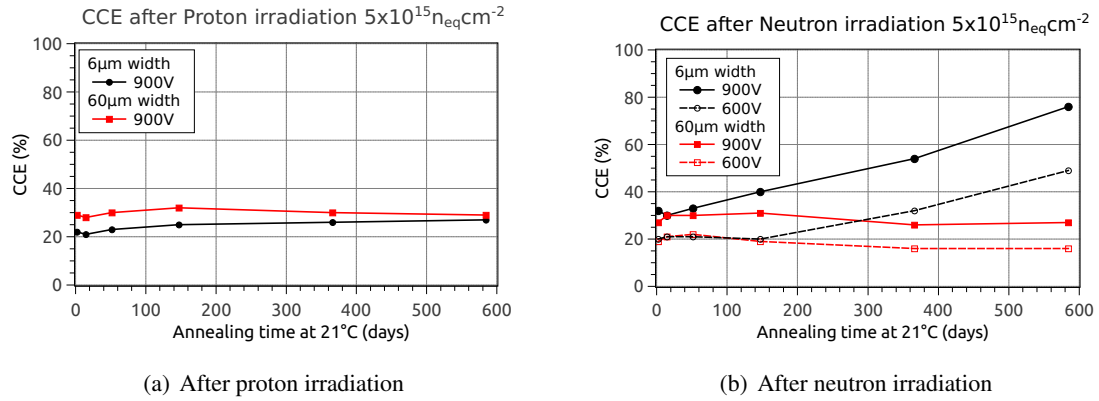 CCE after Proton irradiation 5x10¹⁵nₑqcm⁻²
100
80
60
40
20
0
CCE (%)
6µm width
900V
60µm width
900V
0 100 200 300 400 500 600
Annealing time at 21°C (days)
(a) After proton irradiation
CCE after Neutron irradiation 5x10¹⁵nₑqcm⁻²
100
80
60
40
20
0
CCE (%)
6µm width
900V
600V
60µm width
900V
600V
0 100 200 300 400 500 600
Annealing time at 21°C (days)
(b) After neutron irradiation